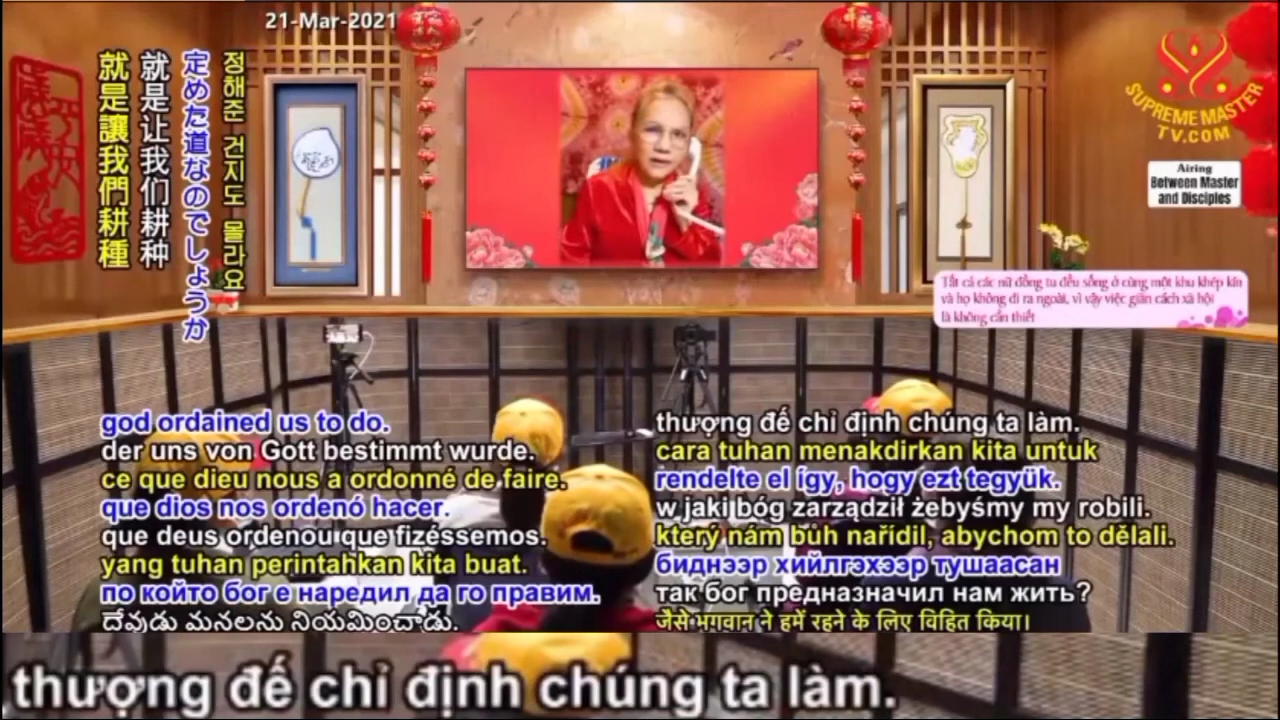 21-Mar-2021
SUPREME MASTER
TV.COM
Airing
Between Master
and Disciples
정해준 건지도 몰라요
定めた道なのでしょうか
就是让我们耕种
就是讓我們耕種
Tất cả các nữ đồng tu đều sống ở cùng một khu khép kín
và họ không đi ra ngoài, vì vậy việc giãn cách xã hội
là không cần thiết
god ordained us to do.
der uns von Gott bestimmt wurde.
ce que dieu nous a ordonné de faire.
que dios nos ordenó hacer.
que deus ordenou que fizéssemos.
yang tuhan perintahkan kita buat.
по който бог е наредил да го правим.
దేవుడు మనలను నియమించాడు.
thượng đế chỉ định chúng ta làm.
cara tuhan menakdirkan kita untuk
rendelte el így, hogy ezt tegyük.
w jaki bóg zarządził żebyśmy my robili.
který nám bůh nařídil, abychom to dělali.
биднээр хийлгэхээр тушаасан
так бог предназначил нам жить?
जैसे भगवान ने हमें रहने के लिए विहित किया।
thượng đế chỉ định chúng ta làm.